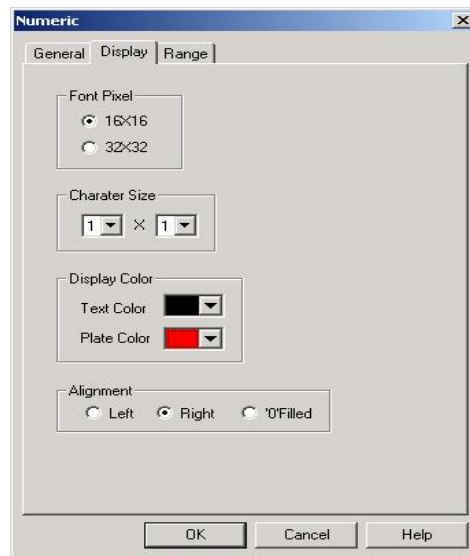 Numeric
General Display Range
Font Pixel
16X16
32X32
Charater Size
1 X 1
Display Color
Text Color
Plate Color
Alignment
Left Right '0'Filled
OK Cancel Help